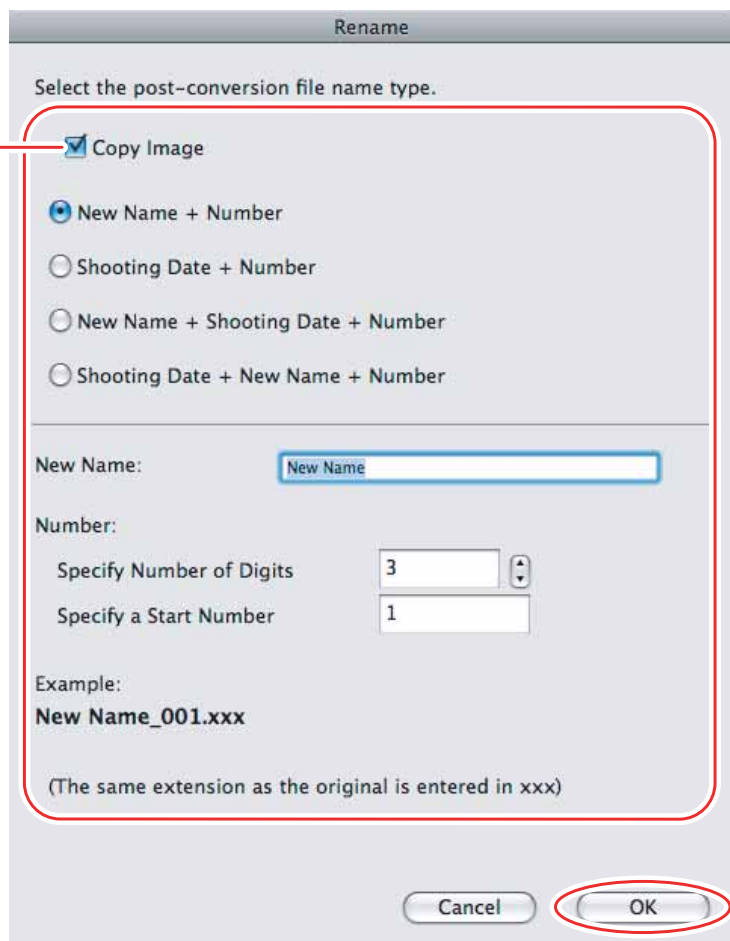 Rename
Select the post-conversion file name type.
Copy Image
New Name + Number
Shooting Date + Number
New Name + Shooting Date + Number
Shooting Date + New Name + Number
New Name: New Name
Number:
Specify Number of Digits 3
Specify a Start Number 1
Example:
New Name_001.xxx
(The same extension as the original is entered in xxx)
Cancel OK